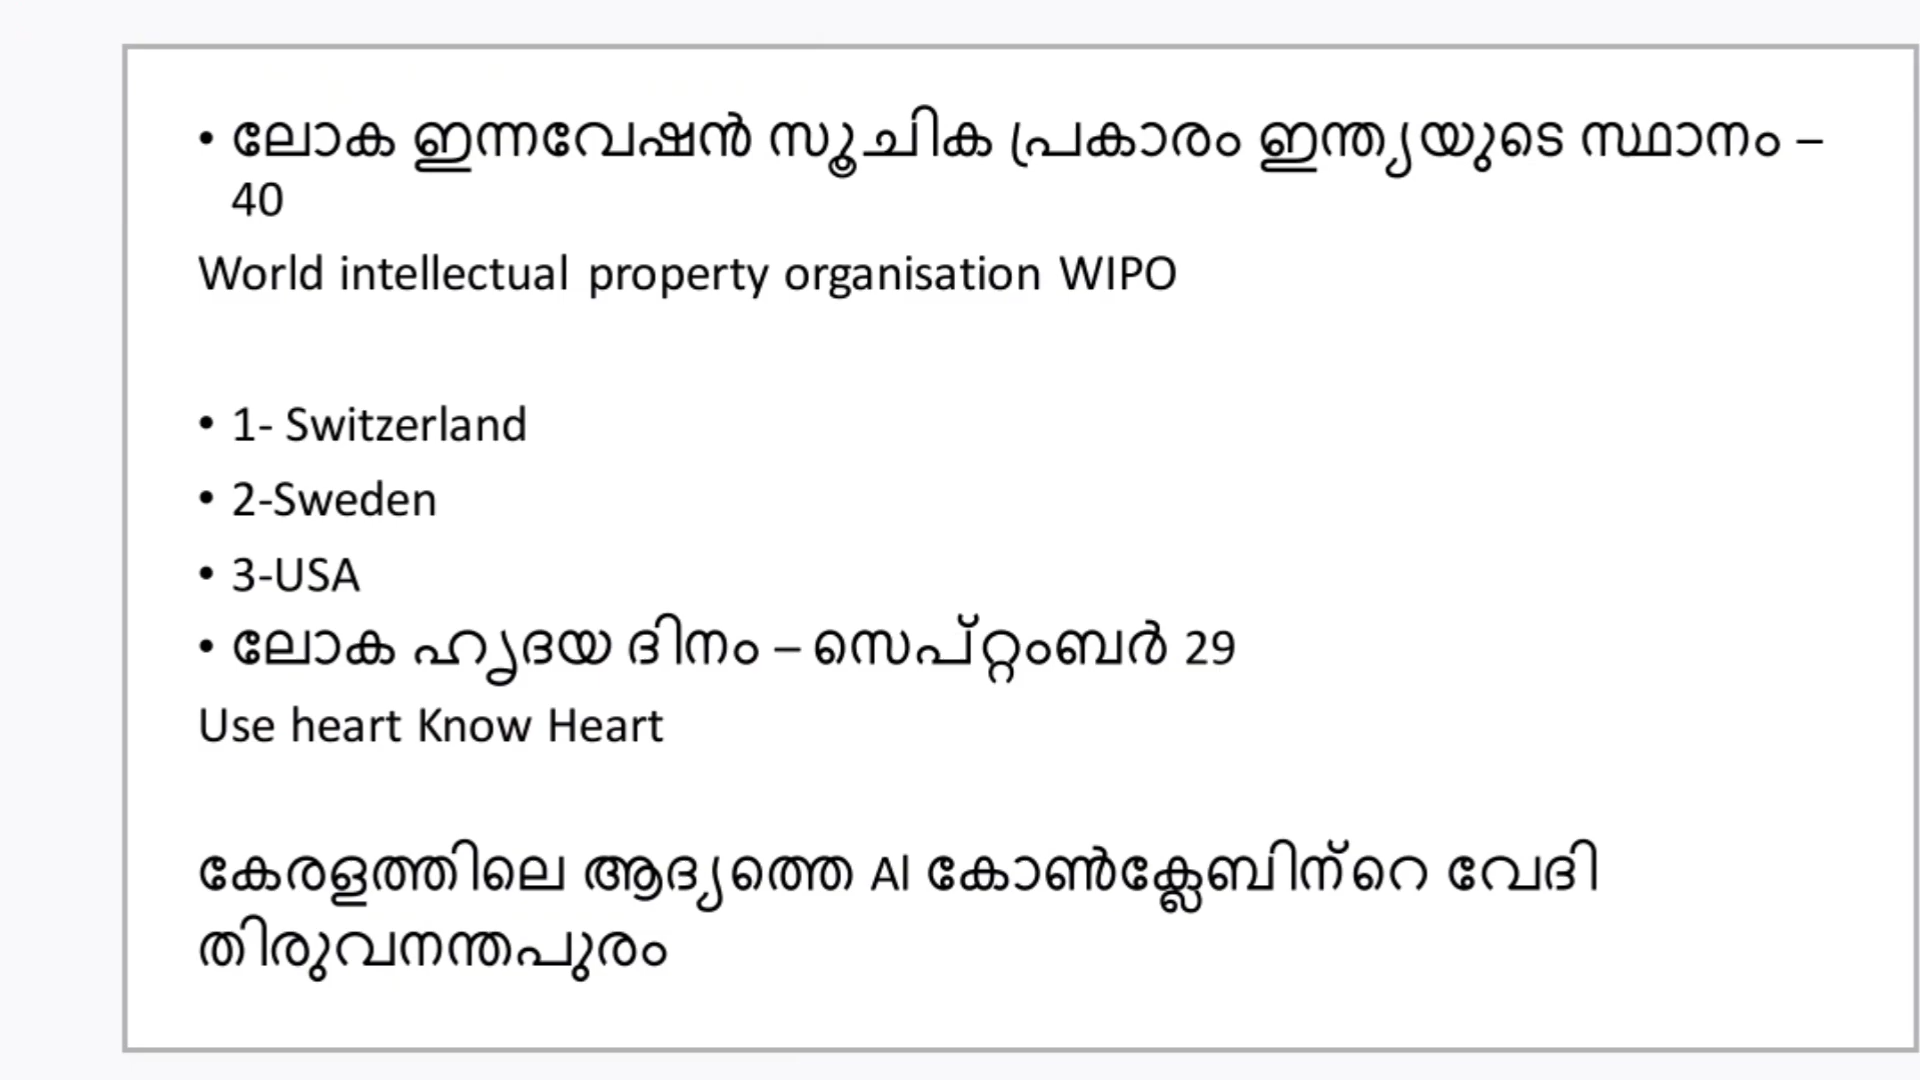 • ലോക ഇന്നവേഷൻ സൂചിക പ്രകാരം ഇന്ത്യയുടെ സ്ഥാനം –
40
World intellectual property organisation WIPO
• 1- Switzerland
• 2-Sweden
• 3-USA
• ലോക ഹൃദയ ദിനം – സെപ്റ്റംബർ 29
Use heart Know Heart
കേരളത്തിലെ ആദ്യത്തെ AI കോൺക്ലേബിന്റെ വേദി
തിരുവനന്തപുരം